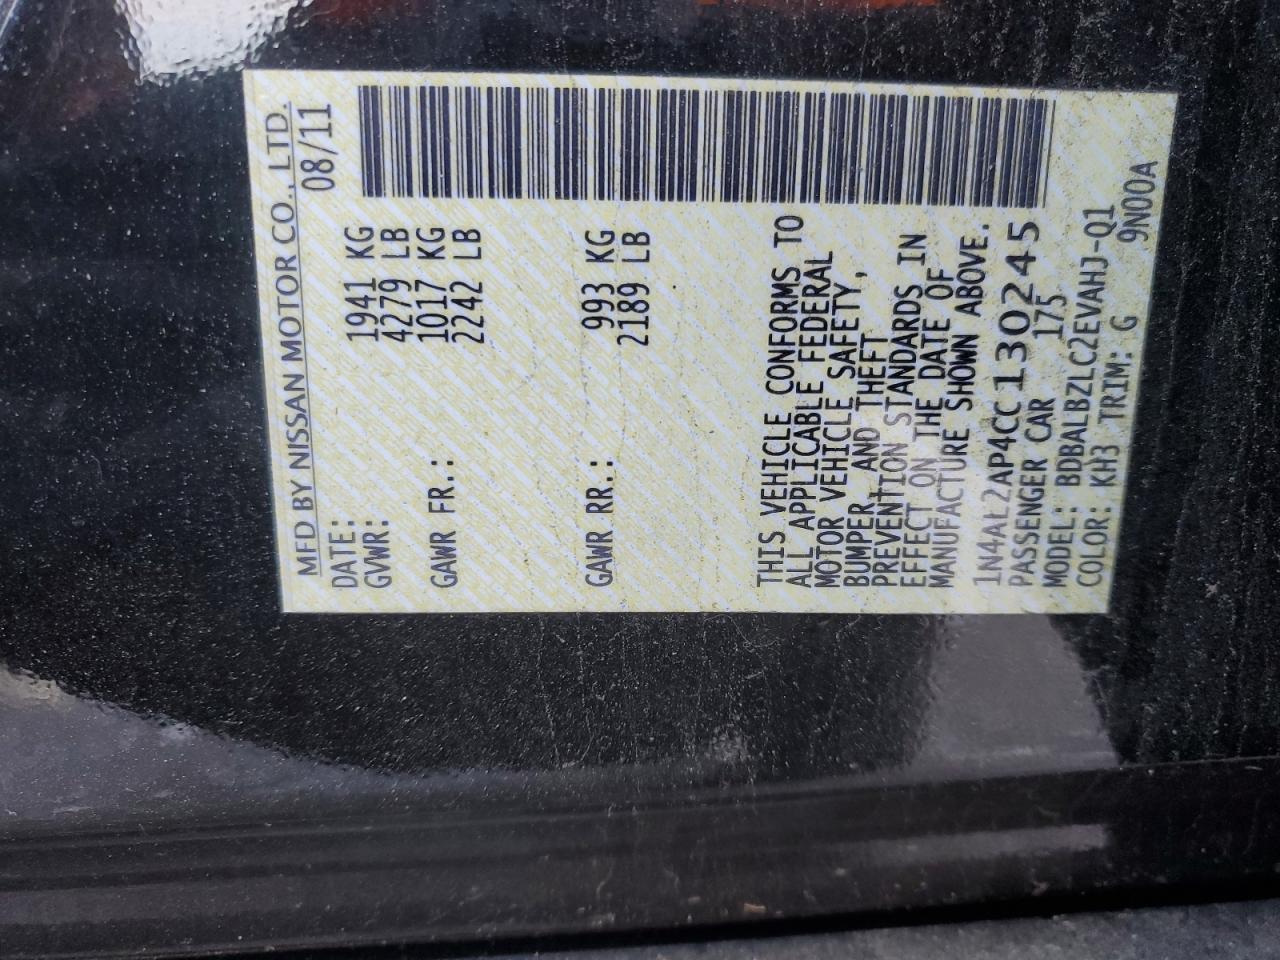 MFD BY NISSAN MOTOR CO., LTD.
DATE: 08/11
GVWR: 1941 KG
4279 LB
GAWR FR.: 1017 KG
2242 LB
GAWR RR.: 993 KG
2189 LB
THIS VEHICLE CONFORMS TO
ALL APPLICABLE FEDERAL
MOTOR VEHICLE SAFETY,
BUMPER, AND THEFT
PREVENTION STANDARDS IN
EFFECT ON THE DATE OF
MANUFACTURE SHOWN ABOVE.
1N4AL2AP4CC130245
PASSENGER CAR 175
MODEL: BDBALBZLC2EVAHJ-Q1
COLOR: KH3 TRIM: G 9N00A